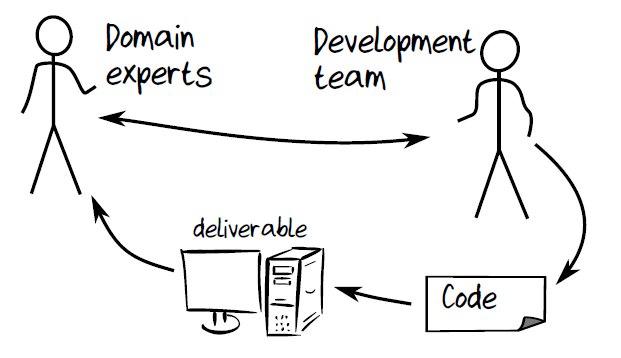 Domain
experts
Development
team
deliverable
Code